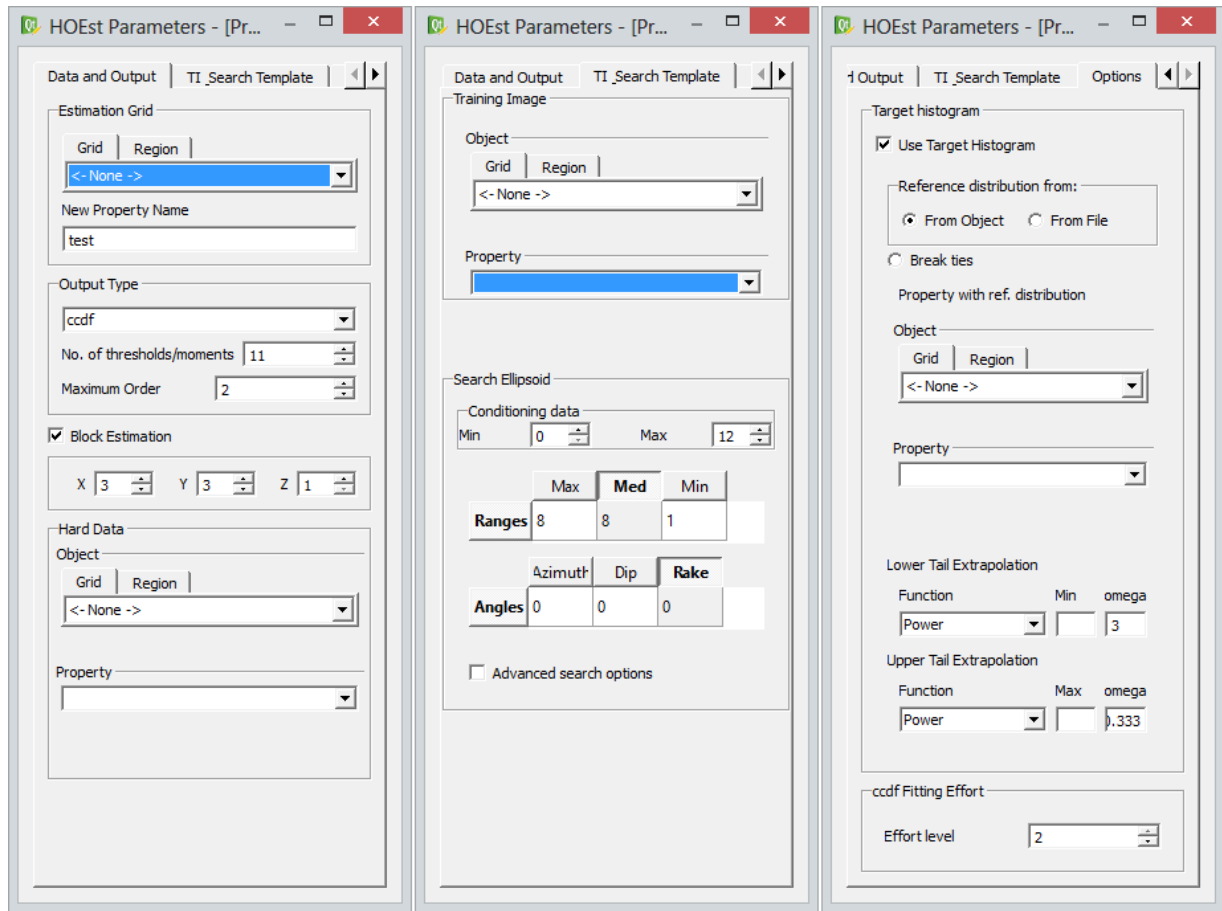 HOEst Parameters - [Pr...
Data and Output
TI_Search Template
Estimation Grid
Grid
Region
<- None ->
New Property Name
test
Output Type
ccdf
No. of thresholds/moments 11
Maximum Order 2
Block Estimation
X 3 Y 3 Z 1
Hard Data
Object
Grid
Region
<- None ->
Property
HOEst Parameters - [Pr...
Data and Output
TI_Search Template
Training Image
Object
Grid
Region
<- None ->
Property
Search Ellipsoid
Conditioning data
Min 0 Max 12
Max Med Min
Ranges 8 8 1
Azimuth Dip Rake
Angles 0 0 0
Advanced search options
HOEst Parameters - [Pr...
Output
TI_Search Template
Options
Target histogram
Use Target Histogram
Reference distribution from:
From Object From File
Break ties
Property with ref. distribution
Object
Grid
Region
<- None ->
Property
Lower Tail Extrapolation
Function Min omega
Power 3
Upper Tail Extrapolation
Function Max omega
Power 0.333
ccdf Fitting Effort
Effort level 2